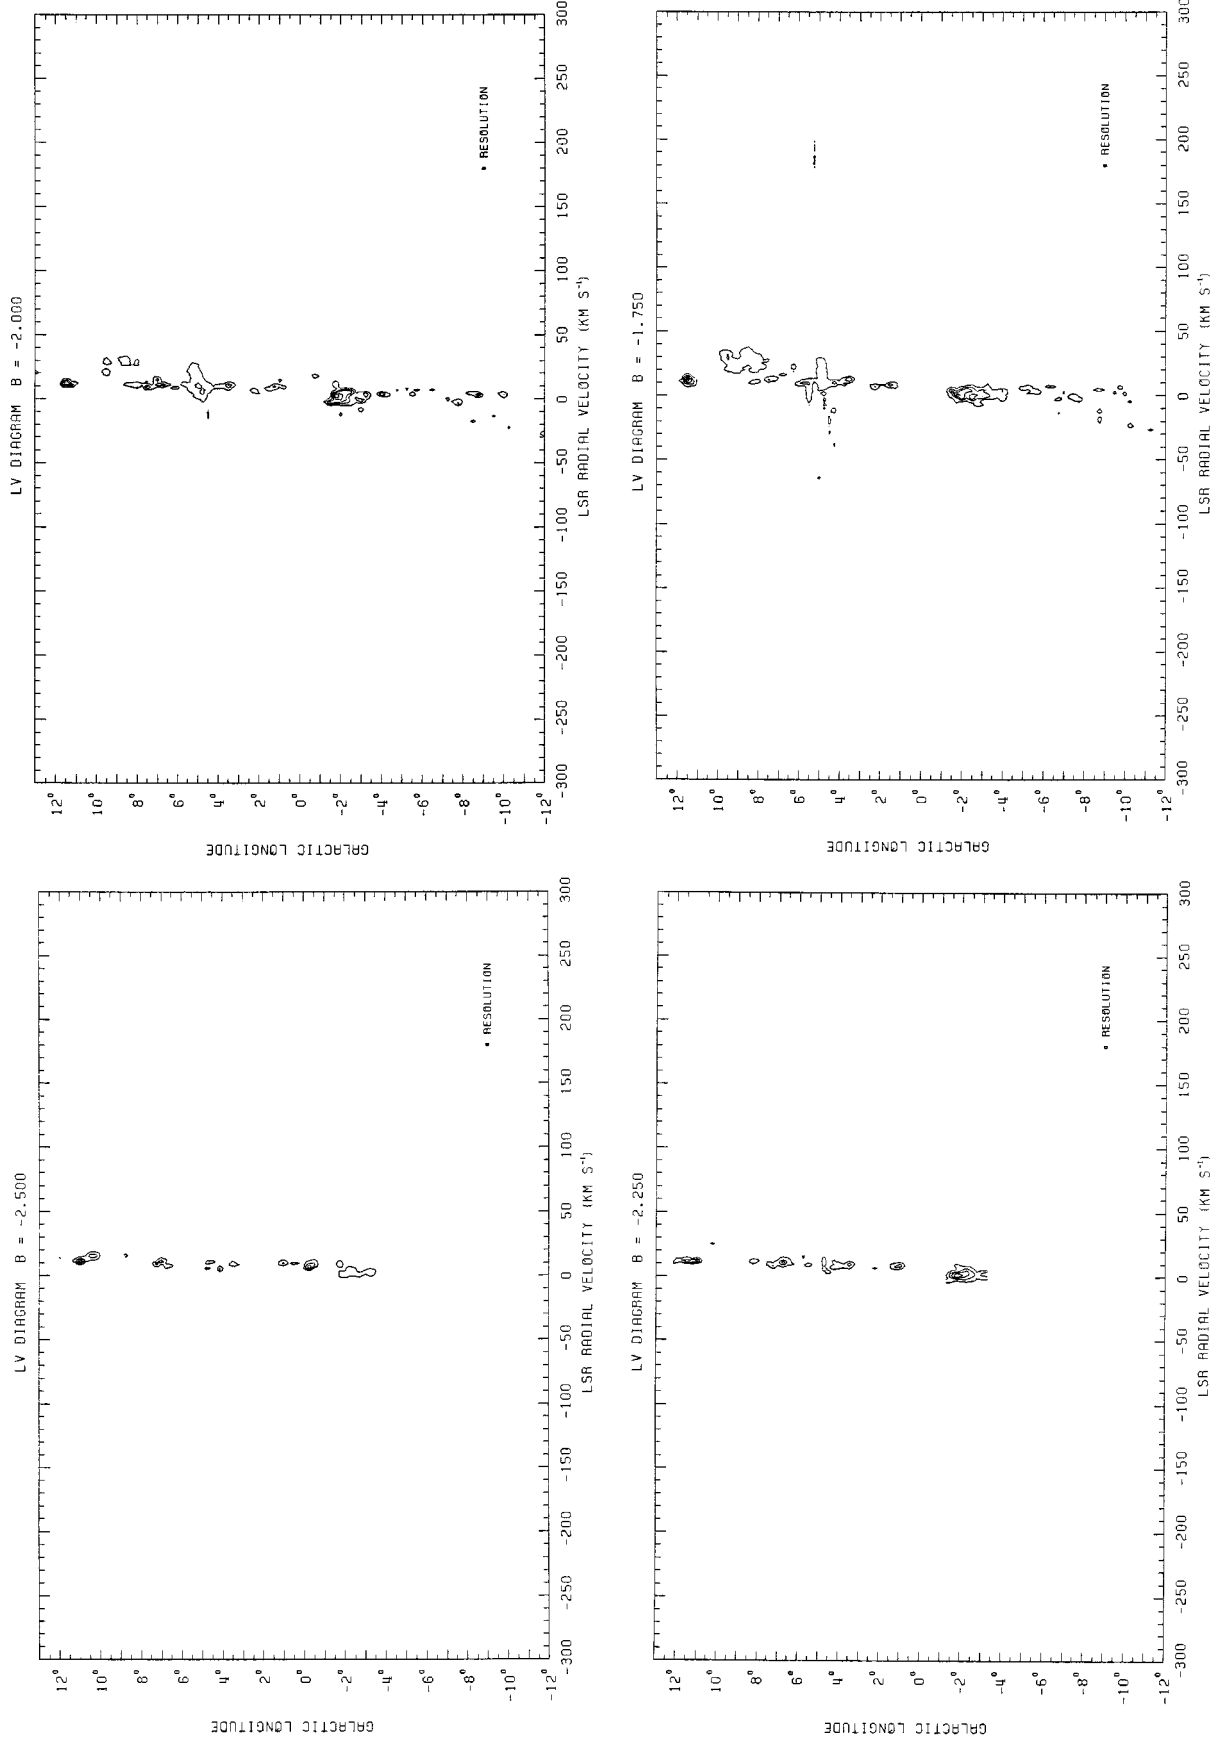 LV DIAGRAM B = -2.500
GALACTIC LONGITUDE
12°
10°
8°
6°
4°
2°
0°
-2°
-4°
-6°
-8°
-10°
-12°
RESOLUTION
-300 -250 -200 -150 -100 -50 0 50 100 150 200 250 300
LSR RADIAL VELOCITY (KM S⁻¹)
LV DIAGRAM B = -2.000
GALACTIC LONGITUDE
12°
10°
8°
6°
4°
2°
0°
-2°
-4°
-6°
-8°
-10°
-12°
RESOLUTION
-300 -250 -200 -150 -100 -50 0 50 100 150 200 250 300
LSR RADIAL VELOCITY (KM S⁻¹)
LV DIAGRAM B = -2.250
GALACTIC LONGITUDE
12°
10°
8°
6°
4°
2°
0°
-2°
-4°
-6°
-8°
-10°
-12°
RESOLUTION
-300 -250 -200 -150 -100 -50 0 50 100 150 200 250 300
LSR RADIAL VELOCITY (KM S⁻¹)
LV DIAGRAM B = -1.750
GALACTIC LONGITUDE
12°
10°
8°
6°
4°
2°
0°
-2°
-4°
-6°
-8°
-10°
-12°
RESOLUTION
-300 -250 -200 -150 -100 -50 0 50 100 150 200 250 300
LSR RADIAL VELOCITY (KM S⁻¹)